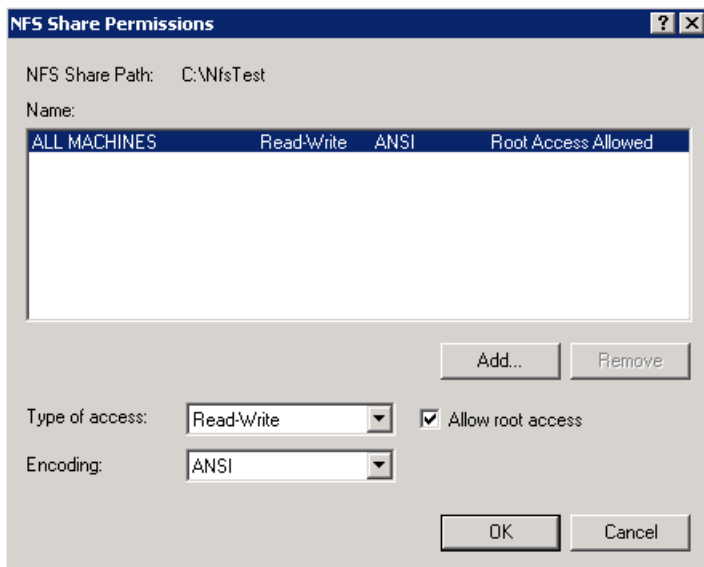 NFS Share Permissions
NFS Share Path: C:\NfsTest
Name:
ALL MACHINES Read-Write ANSI Root Access Allowed
Add... Remove
Type of access: Read-Write Allow root access
Encoding: ANSI
OK Cancel